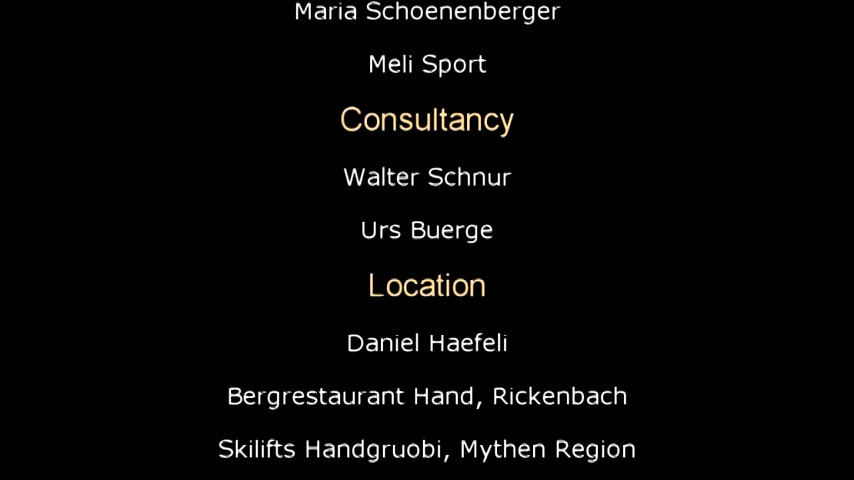 Maria Schoenenberger
Meli Sport
Consultancy
Walter Schnur
Urs Buerge
Location
Daniel Haefeli
Bergrestaurant Hand, Rickenbach
Skilifts Handgruobi, Mythen Region